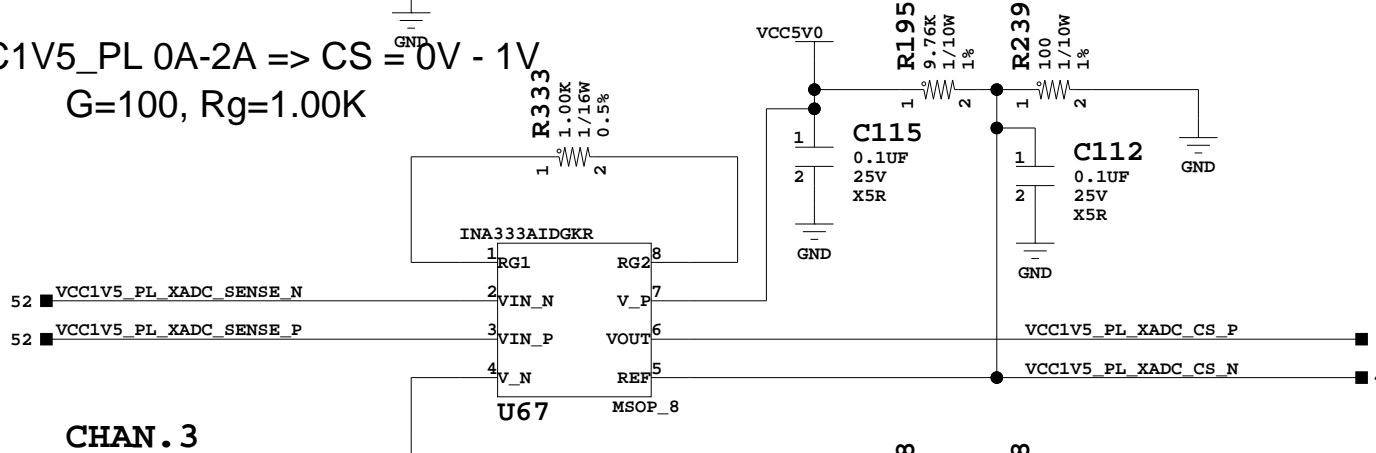 GND
C1V5_PL 0A-2A => CS = 0V - 1V
G=100, Rg=1.00K
R333
1.00K
1/16W
0.5%
1
2
VCC5V0
R195
9.76K
1/10W
1%
1
2
R239
100
1/10W
1%
1
2
GND
C115
0.1UF
25V
X5R
1
2
GND
C112
0.1UF
25V
X5R
1
2
GND
INA333AIDGKR
1
RG1
RG2
8
52
VCC1V5_PL_XADC_SENSE_N
2
VIN_N
V_P
7
52
VCC1V5_PL_XADC_SENSE_P
3
VIN_P
VOUT
6
VCC1V5_PL_XADC_CS_P
4
V_N
REF
5
VCC1V5_PL_XADC_CS_N
U67
MSOP_8
CHAN.3
8
8